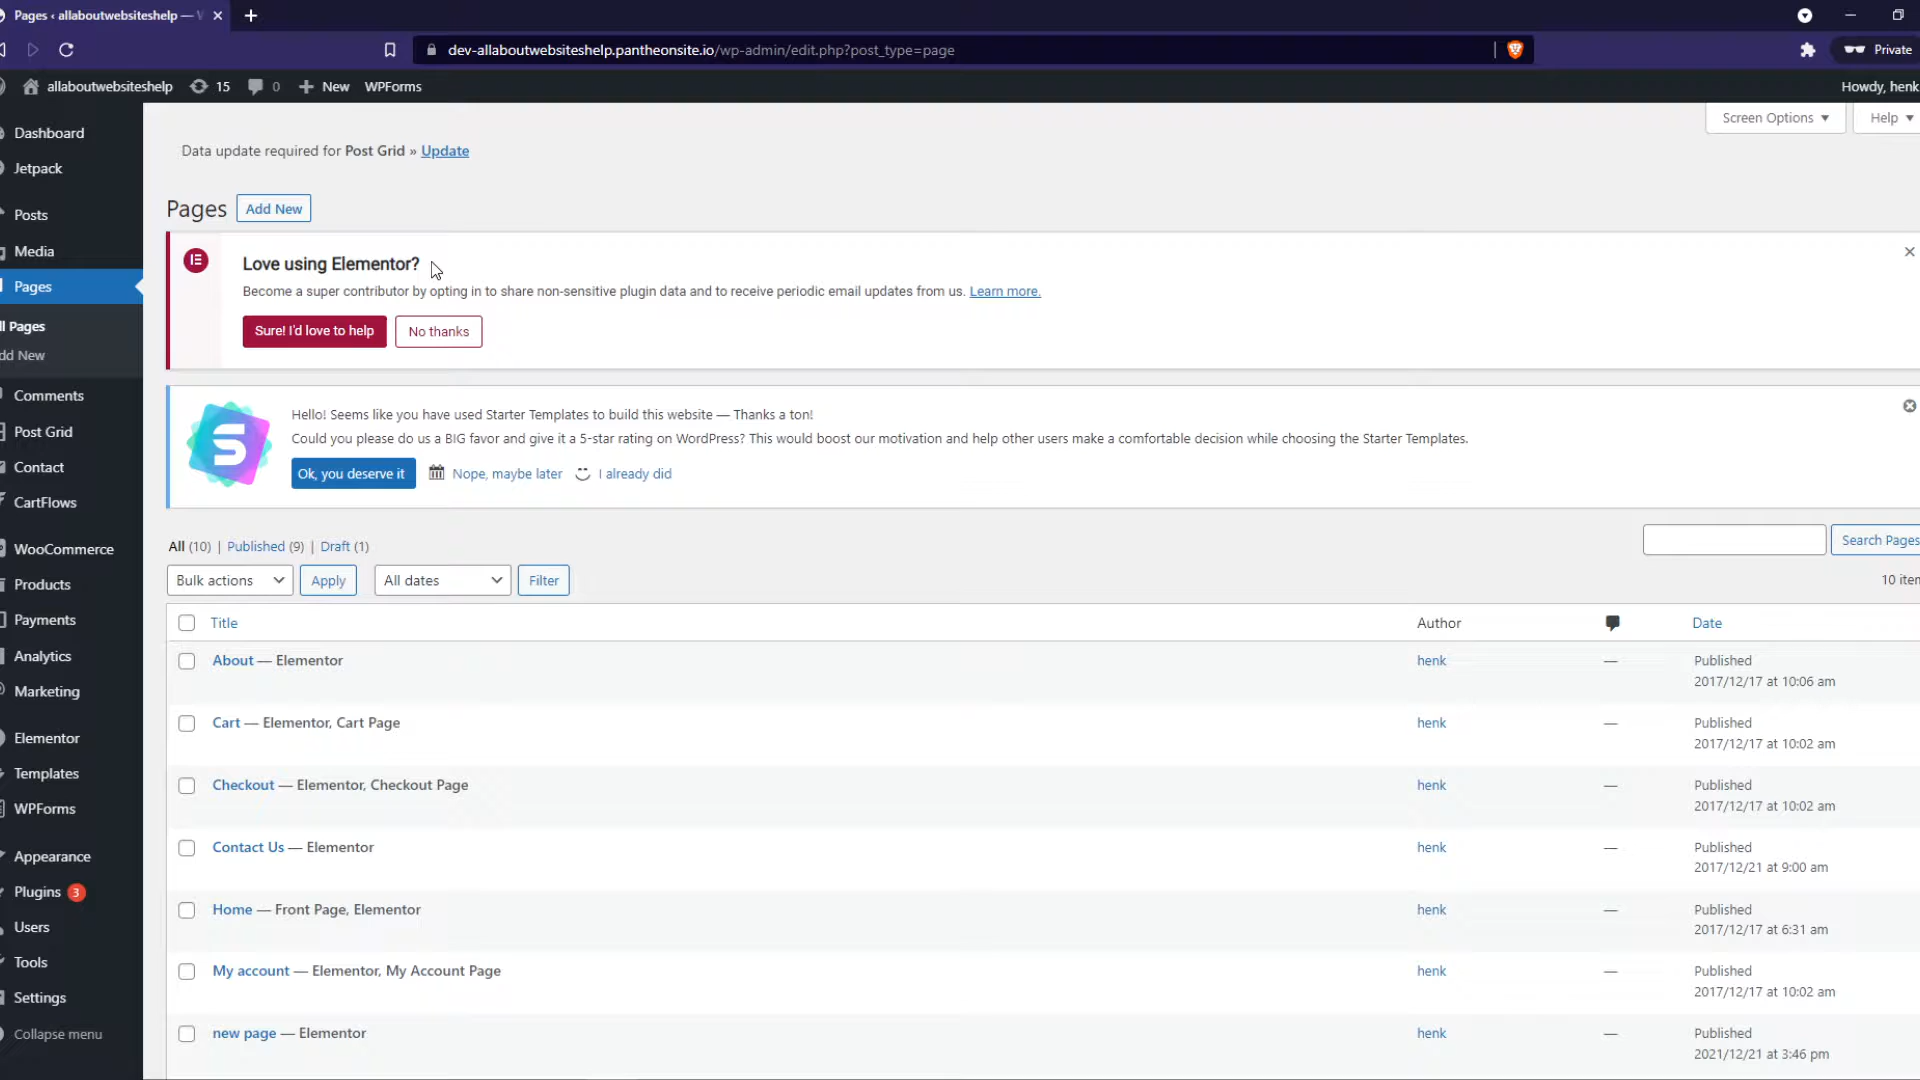 Pages ‹ allaboutwebsiteshelp —
dev-allaboutwebsiteshelp.pantheonsite.io/wp-admin/edit.php?post_type=page
Private
allaboutwebsiteshelp
15
0
New
WPForms
Howdy, henk
Screen Options
Help
Dashboard
Jetpack
Posts
Media
Pages
ll Pages
dd New
Comments
Post Grid
Contact
CartFlows
WooCommerce
Products
Payments
Analytics
Marketing
Elementor
Templates
WPForms
Appearance
Plugins 3
Users
Tools
Settings
Collapse menu
Data update required for Post Grid » Update
Pages
Add New
Love using Elementor?
Become a super contributor by opting in to share non-sensitive plugin data and to receive periodic email updates from us. Learn more.
Sure! I'd love to help
No thanks
Hello! Seems like you have used Starter Templates to build this website — Thanks a ton!
Could you please do us a BIG favor and give it a 5-star rating on WordPress? This would boost our motivation and help other users make a comfortable decision while choosing the Starter Templates.
Ok, you deserve it
Nope, maybe later
I already did
All (10) | Published (9) | Draft (1)
Search Pages
Bulk actions
Apply
All dates
Filter
10 iten
Title
Author
Date
About — Elementor
henk
—
Published
2017/12/17 at 10:06 am
Cart — Elementor, Cart Page
henk
—
Published
2017/12/17 at 10:02 am
Checkout — Elementor, Checkout Page
henk
—
Published
2017/12/17 at 10:02 am
Contact Us — Elementor
henk
—
Published
2017/12/21 at 9:00 am
Home — Front Page, Elementor
henk
—
Published
2017/12/17 at 6:31 am
My account — Elementor, My Account Page
henk
—
Published
2017/12/17 at 10:02 am
new page — Elementor
henk
—
Published
2021/12/21 at 3:46 pm